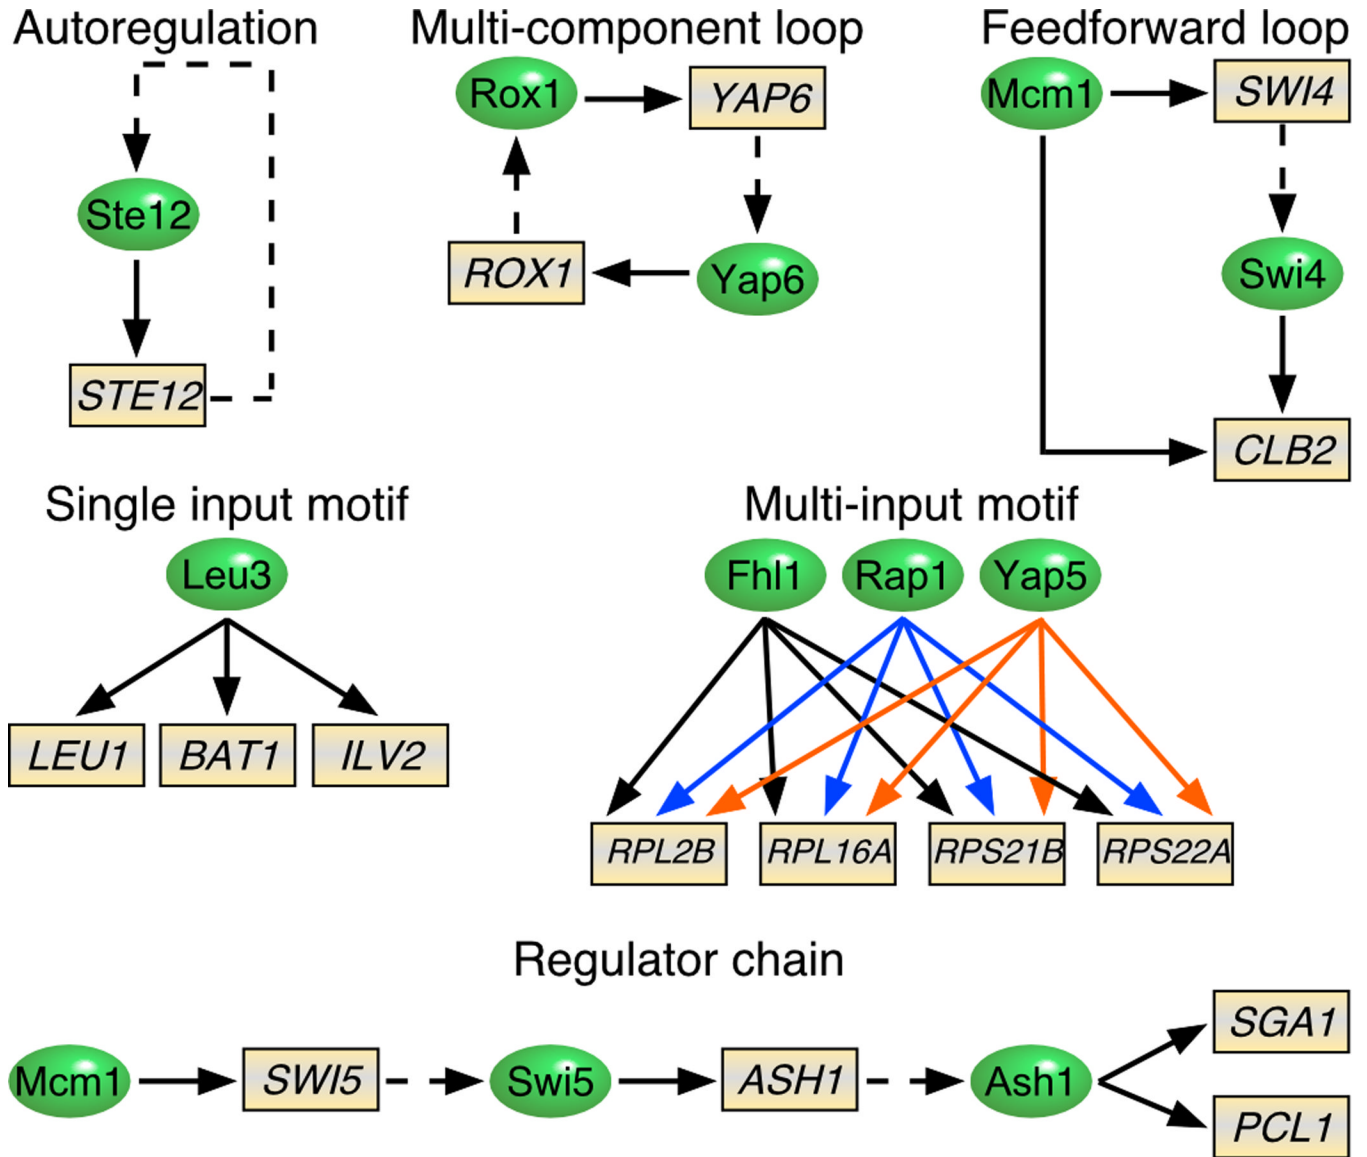 Autoregulation
Ste12
STE12
Multi-component loop
Rox1
YAP6
ROX1
Yap6
Feedforward loop
Mcm1
SWI4
Swi4
CLB2
Single input motif
Leu3
LEU1
BAT1
ILV2
Multi-input motif
Fhl1
Rap1
Yap5
RPL2B
RPL16A
RPS21B
RPS22A
Regulator chain
Mcm1
SWI5
Swi5
ASH1
Ash1
SGA1
PCL1